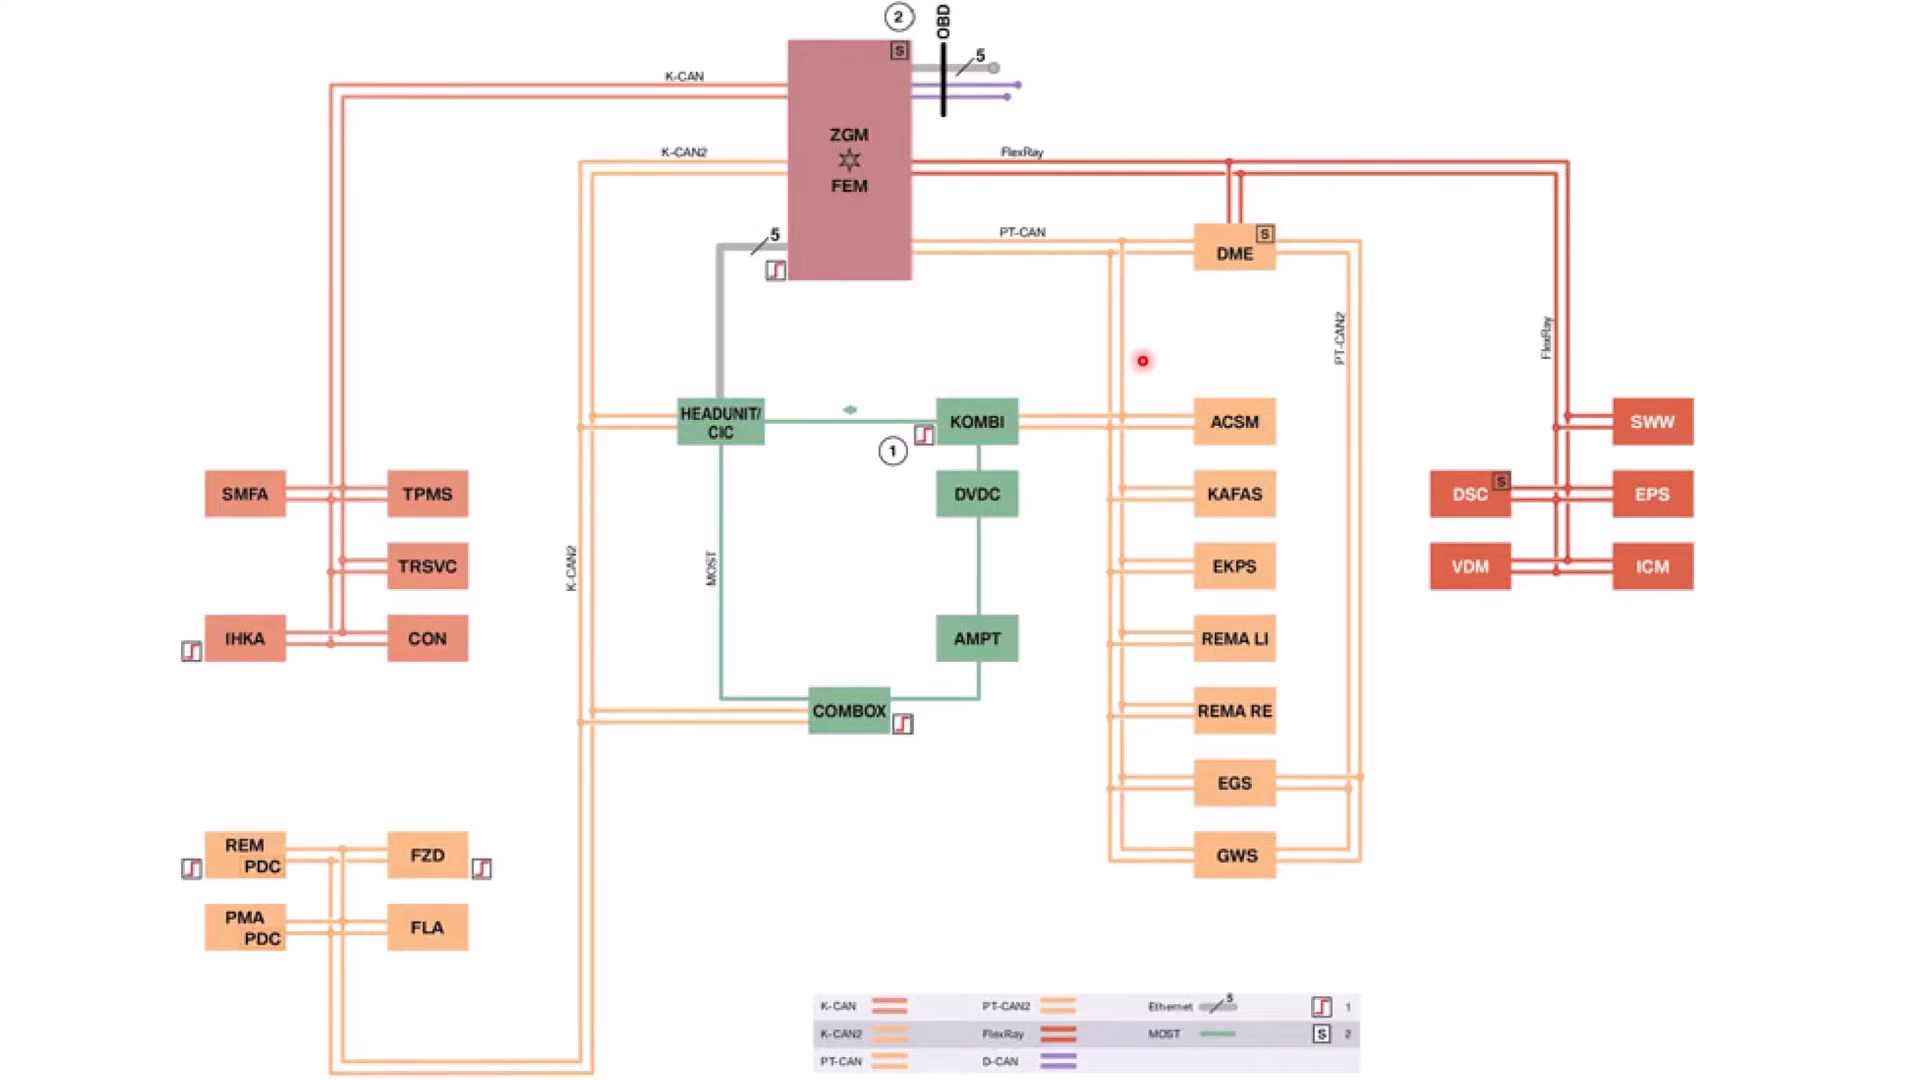 2
OBD
S
5
K-CAN
ZGM
FEM
K-CAN2
FlexRay
5
PT-CAN
S
DME
PT-CAN2
FlexRay
HEADUNIT/
CIC
KOMBI
ACSM
SWW
1
SMFA
TPMS
DVDC
KAFAS
DSC
S
EPS
K-CAN2
MOST
TRSVC
EKPS
VDM
ICM
IHKA
CON
AMPT
REMA LI
COMBOX
REMA RE
EGS
REM
PDC
FZD
GWS
PMA
PDC
FLA
K-CAN
PT-CAN2
Ethernet
5
1
K-CAN2
FlexRay
MOST
S
2
PT-CAN
D-CAN